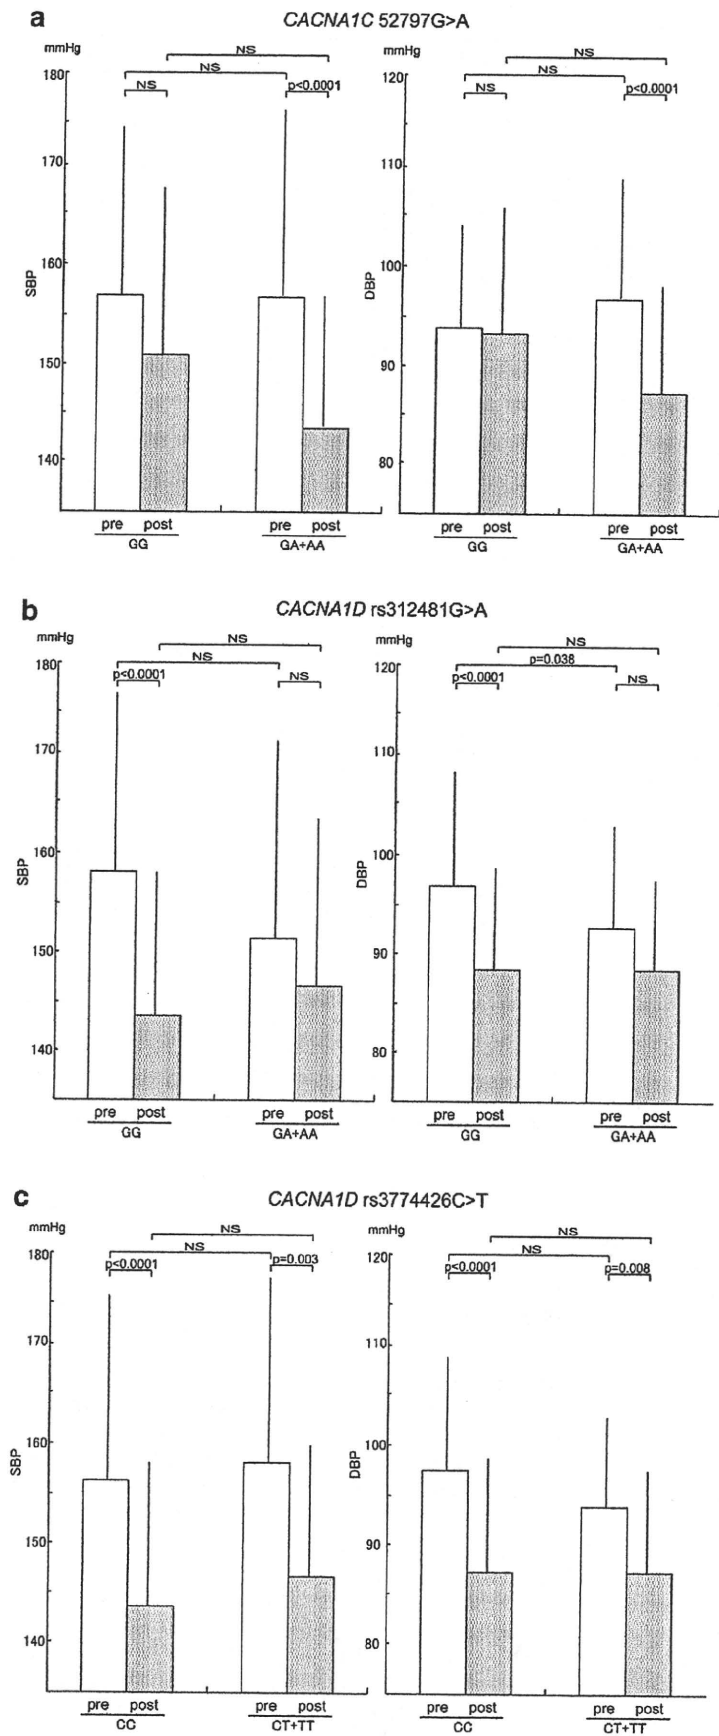 a
CACNA1C 52797G>A
mmHg
NS
NS
NS
p<0.0001
180
170
160
150
140
SBP
pre post pre post
GG GA+AA
NS
NS
NS
p<0.0001
120
110
100
90
80
DBP
pre post pre post
GG GA+AA
b
CACNA1D rs312481G>A
mmHg
NS
NS
p<0.0001
NS
180
170
160
150
140
SBP
pre post pre post
GG GA+AA
mmHg
NS
p=0.038
p<0.0001
NS
120
110
100
90
80
DBP
pre post pre post
GG GA+AA
c
CACNA1D rs3774426C>T
mmHg
NS
NS
p<0.0001
p=0.003
180
170
160
150
140
SBP
pre post pre post
CC CT+TT
mmHg
NS
NS
p<0.0001
p=0.008
120
110
100
90
80
DBP
pre post pre post
CC CT+TT